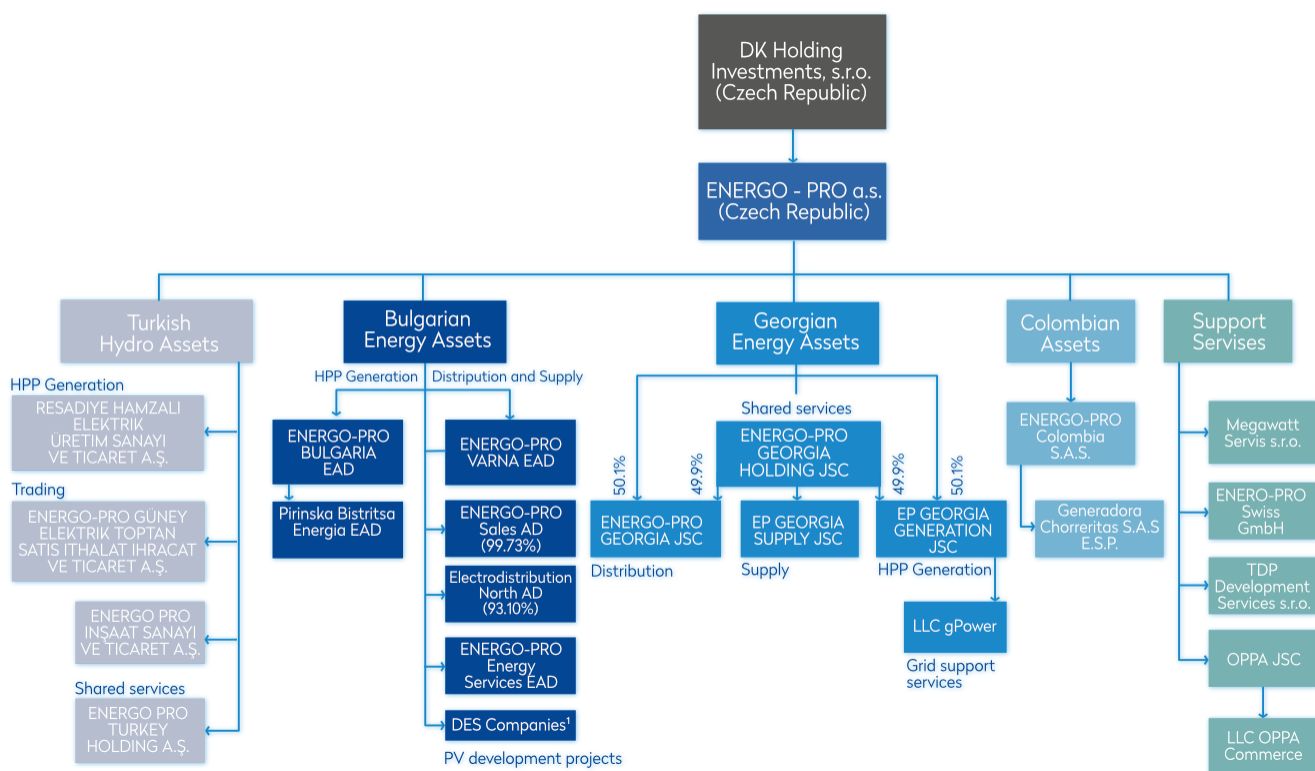 DK Holding
Investments, s.r.o.
(Czech Republic)
ENERGO - PRO a.s.
(Czech Republic)
Turkish
Hydro Assets
HPP Generation
RESADIYE HAMZALI
ELEKTRIK
ÜRETIM SANAYI
VE TICARET A.Ş.
Trading
ENERGO-PRO GÜNEY
ELEKTRIK TOPTAN
SATIS ITHALAT IHRACAT
VE TICARET A.Ş.
ENERGO PRO
INŞAAT SANAYI
VE TICARET A.Ş.
Shared services
ENERGO PRO
TURKEY
HOLDING A.Ş.
Bulgarian
Energy Assets
HPP Generation
Distripution and Supply
ENERGO-PRO
BULGARIA
EAD
Pirinska Bistritsa
Energia EAD
ENERGO-PRO
VARNA EAD
ENERGO-PRO
Sales AD
(99.73%)
Electrodistribution
North AD
(93.10%)
ENERGO-PRO
Energy
Services EAD
DES Companies¹
PV development projects
Georgian
Energy Assets
Shared services
ENERGO-PRO
GEORGIA
HOLDING JSC
50.1%
49.9%
49.9%
50.1%
ENERGO-PRO
GEORGIA JSC
Distribution
EP GEORGIA
SUPPLY JSC
Supply
EP GEORGIA
GENERATION
JSC
HPP Generation
LLC gPower
Grid support
services
Colombian
Assets
ENERGO-PRO
Colombia
S.A.S.
Generadora
Chorreritas S.A.S
E.S.P.
Support
Servises
Megawatt
Servis s.r.o.
ENERO-PRO
Swiss
GmbH
TDP
Development
Services s.r.o.
OPPA JSC
LLC OPPA
Commerce